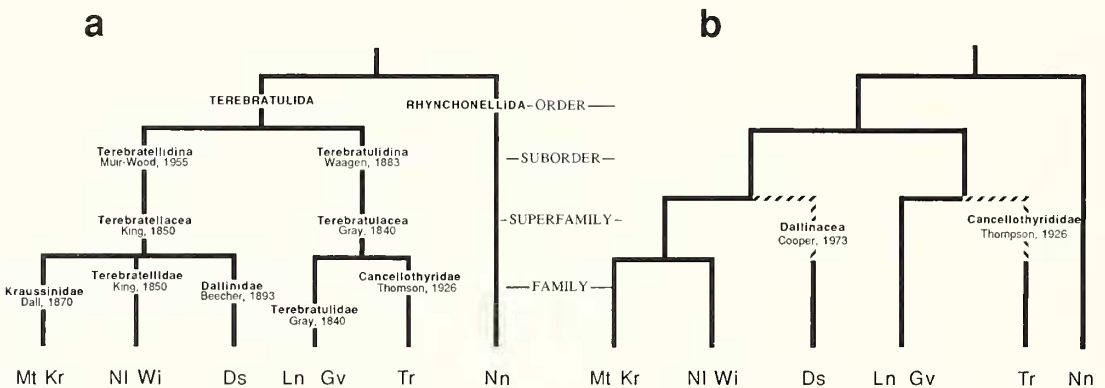 a
b
TEREBRATULIDA
RHYNCHONELLIDA
ORDER
Terebratellidina
Muir-Wood, 1955
Terebratulidina
Waagen, 1883
SUBORDER
Terebratellacea
King, 1850
Terebratulacea
Gray, 1840
SUPERFAMILY
Dallinacea
Cooper, 1973
Cancellothyrididae
Thompson, 1926
Kraussinidae
Dall, 1870
Terebratellidae
King, 1850
Dallinidae
Beecher, 1893
Terebratulidae
Gray, 1840
Cancellothyridae
Thomson, 1926
FAMILY
Mt Kr Nl Wi Ds Ln Gv Tr Nn
Mt Kr Nl Wi Ds Ln Gv Tr Nn